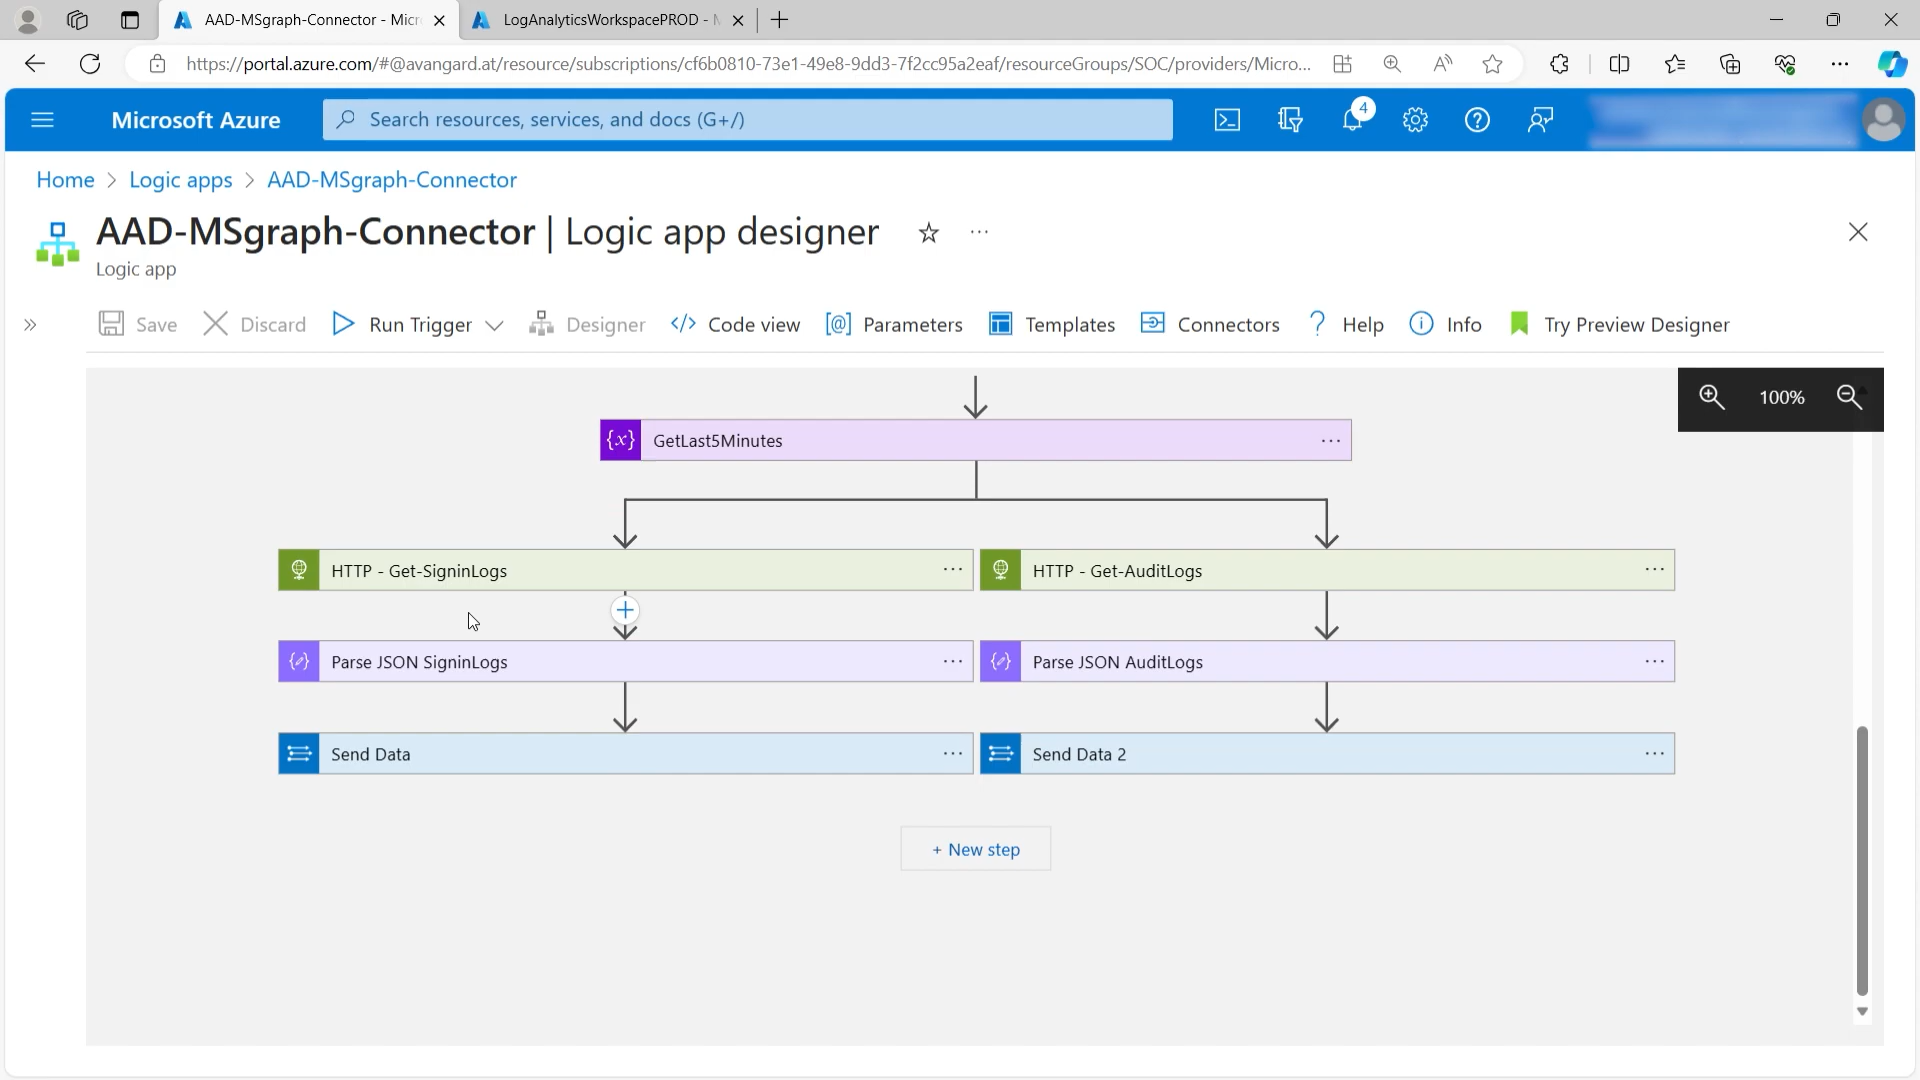 AAD-MSgraph-Connector - Micr
LogAnalyticsWorkspacePROD - M
https://portal.azure.com/#@avangard.at/resource/subscriptions/cf6b0810-73e1-49e8-9dd3-7f2cc95a2eaf/resourceGroups/SOC/providers/Micro...
Microsoft Azure
Search resources, services, and docs (G+/)
4
Home > Logic apps > AAD-MSgraph-Connector
AAD-MSgraph-Connector | Logic app designer
Logic app
Save Discard Run Trigger Designer Code view Parameters Templates Connectors Help Info Try Preview Designer
100%
GetLast5Minutes
HTTP - Get-SigninLogs
HTTP - Get-AuditLogs
Parse JSON SigninLogs
Parse JSON AuditLogs
Send Data
Send Data 2
+ New step